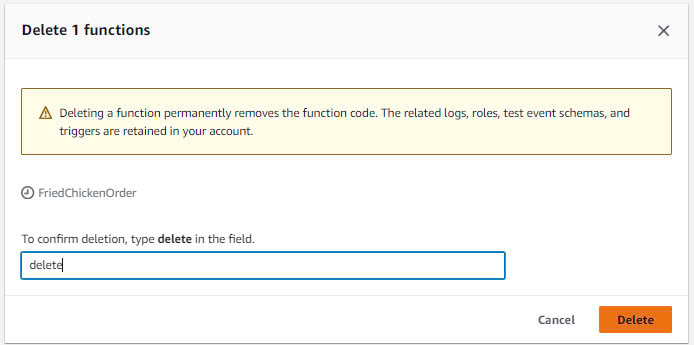 Delete 1 functions
Deleting a function permanently removes the function code. The related logs, roles, test event schemas, and
triggers are retained in your account.
FriedChickenOrder
To confirm deletion, type delete in the field.
delete
Cancel
Delete